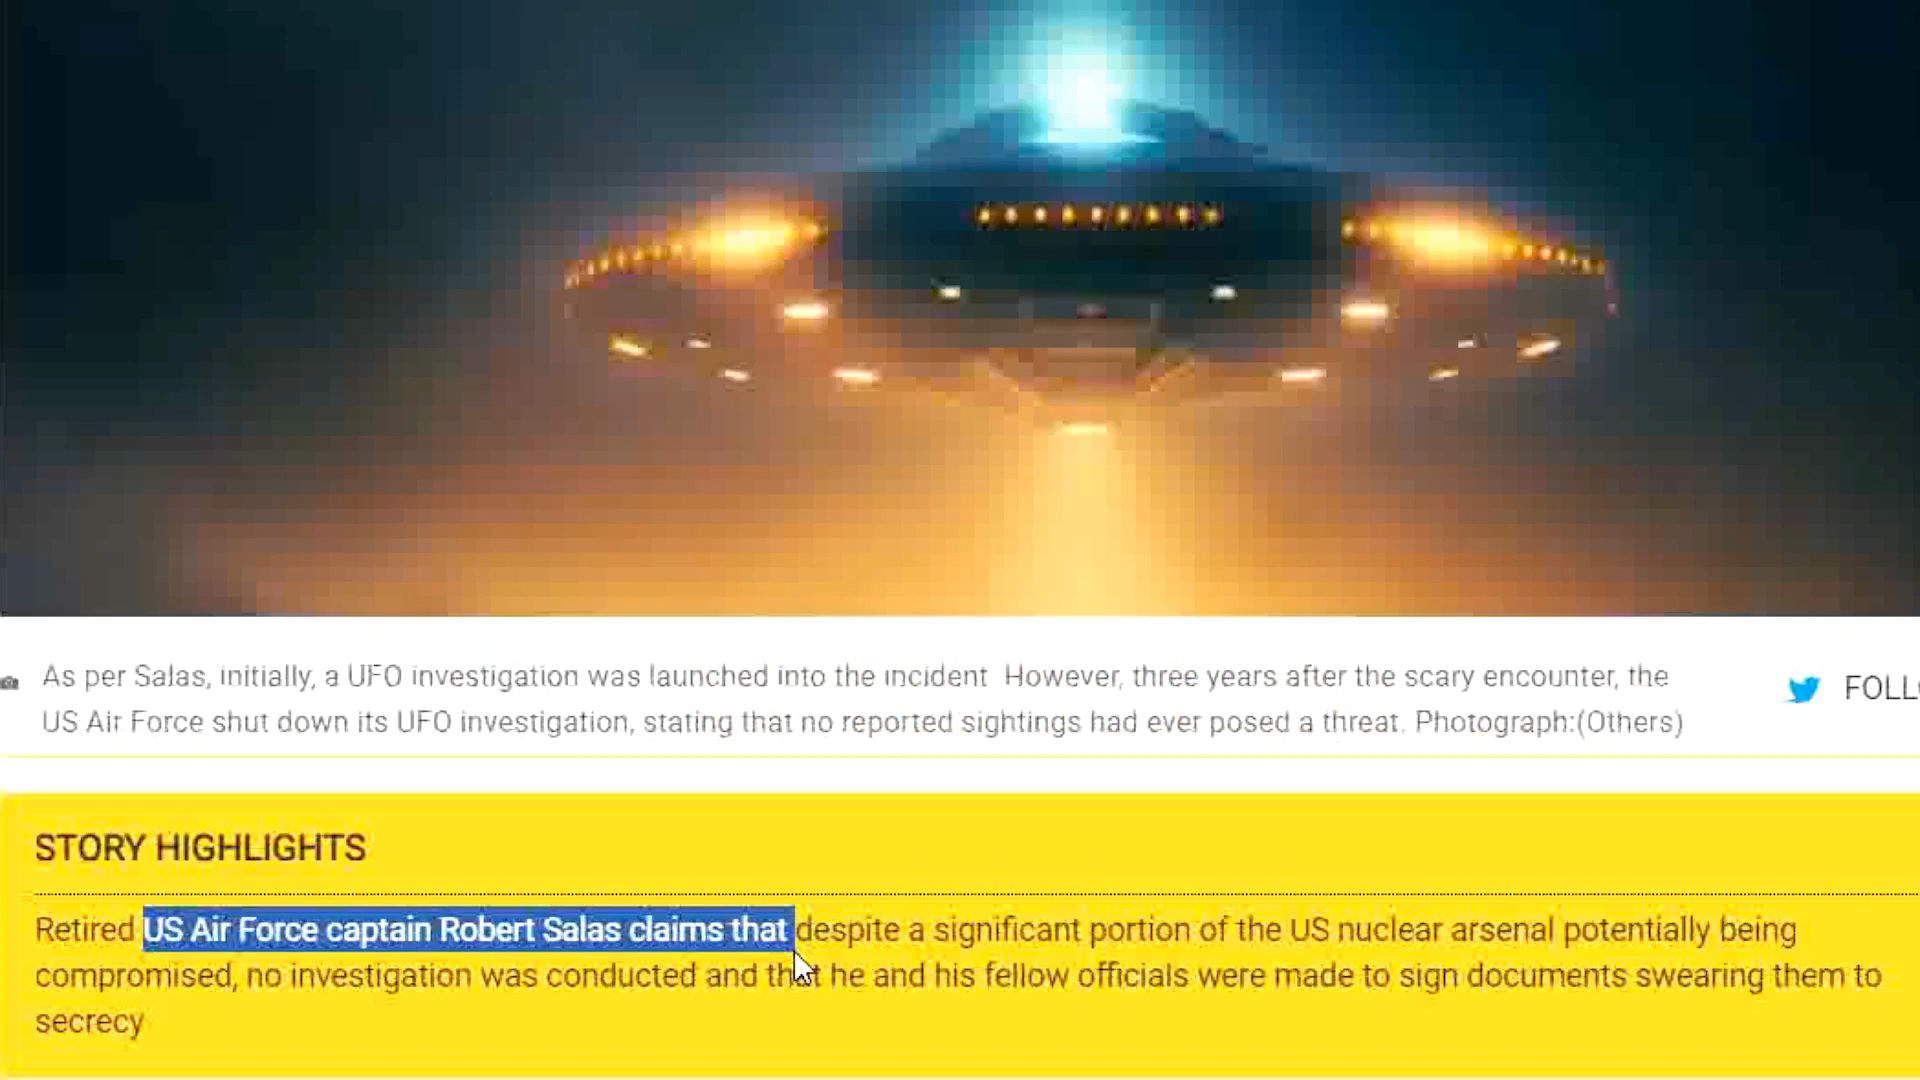 As per Salas, initially, a UFO investigation was launched into the incident However, three years after the scary encounter, the
US Air Force shut down its UFO investigation, stating that no reported sightings had ever posed a threat. Photograph:(Others)
STORY HIGHLIGHTS
Retired US Air Force captain Robert Salas claims that despite a significant portion of the US nuclear arsenal potentially being
compromised, no investigation was conducted and that he and his fellow officials were made to sign documents swearing them to
secrecy